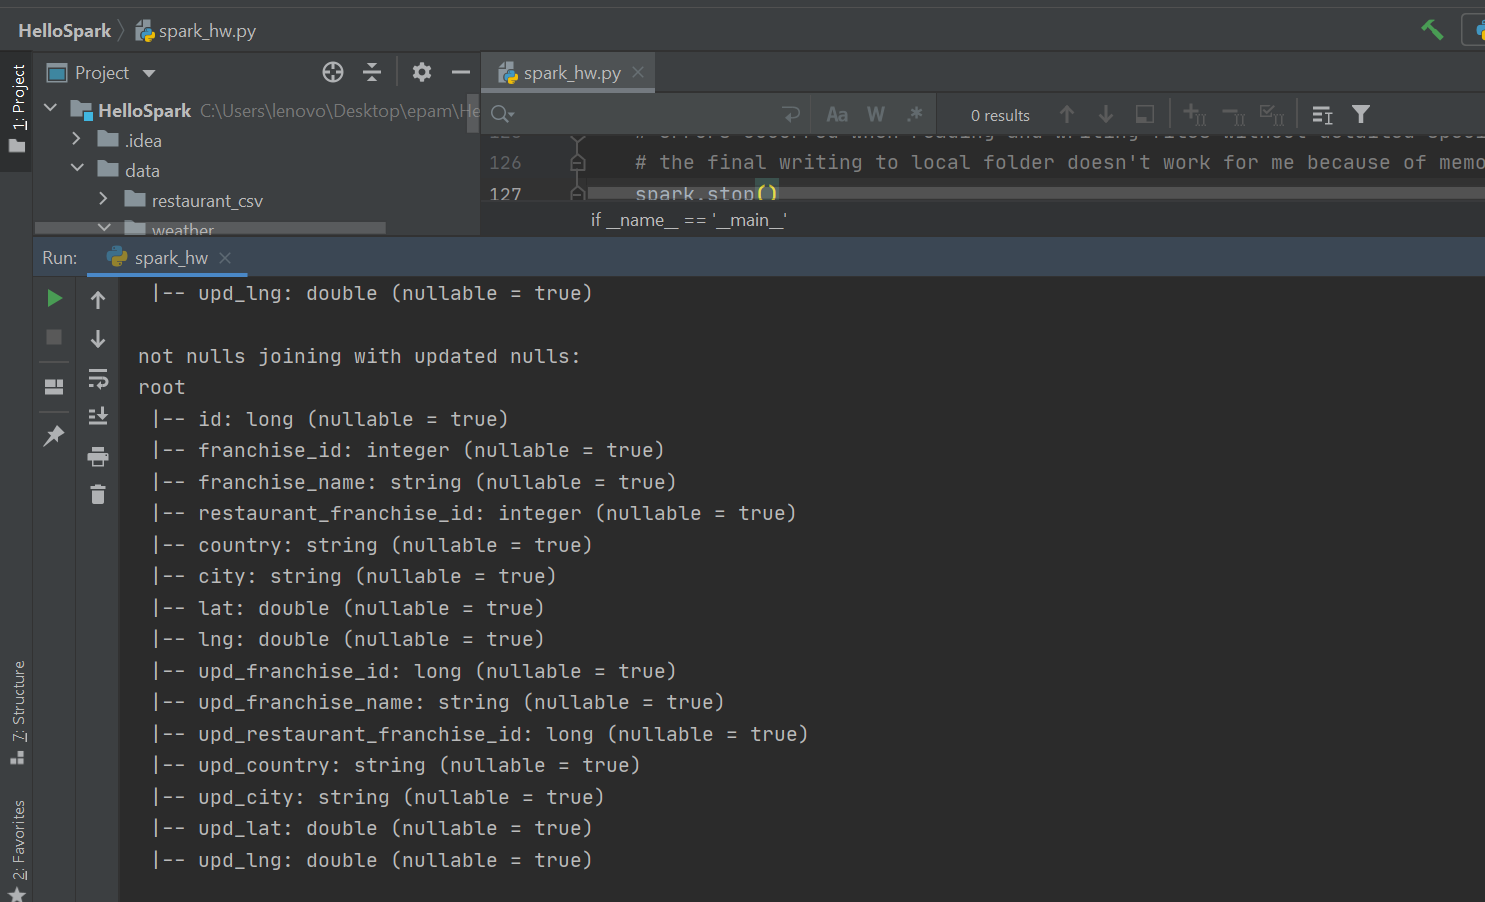 HelloSpark spark_hw.py
1: Project
Project
spark_hw.py
HelloSpark C:\Users\lenovo\Desktop\epam\He
.idea
data
restaurant_csv
weather
Aa W .* 0 results
126 # the final writing to local folder doesn't work for me because of memo
127 spark.stop()
if __name__ == '__main__'
Run: spark_hw
|-- upd_lng: double (nullable = true)
not nulls joining with updated nulls:
root
|-- id: long (nullable = true)
|-- franchise_id: integer (nullable = true)
|-- franchise_name: string (nullable = true)
|-- restaurant_franchise_id: integer (nullable = true)
|-- country: string (nullable = true)
|-- city: string (nullable = true)
|-- lat: double (nullable = true)
|-- lng: double (nullable = true)
|-- upd_franchise_id: long (nullable = true)
|-- upd_franchise_name: string (nullable = true)
|-- upd_restaurant_franchise_id: long (nullable = true)
|-- upd_country: string (nullable = true)
|-- upd_city: string (nullable = true)
|-- upd_lat: double (nullable = true)
|-- upd_lng: double (nullable = true)
7: Structure
2: Favorites